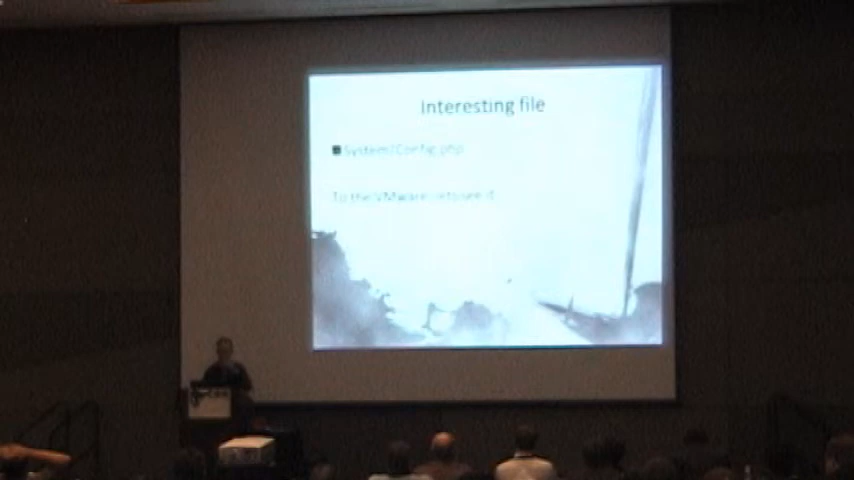 Interesting file
System/Config.php
To the VMware